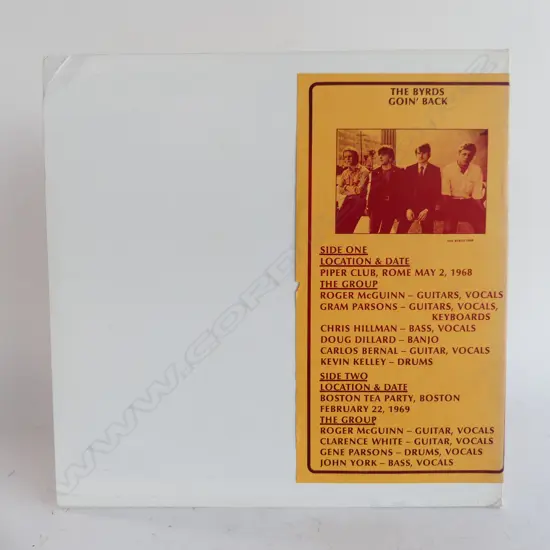 THE BYRDS
GOIN' BACK
SIDE ONE
LOCATION & DATE
PIPER CLUB, ROME MAY 2, 1968
THE GROUP
ROGER McGUINN – GUITARS, VOCALS
GRAM PARSONS – GUITARS, VOCALS,
KEYBOARDS
CHRIS HILLMAN – BASS, VOCALS
DOUG DILLARD – BANJO
CARLOS BERNAL – GUITAR, VOCALS
KEVIN KELLEY – DRUMS
SIDE TWO
LOCATION & DATE
BOSTON TEA PARTY, BOSTON
FEBRUARY 22, 1969
THE GROUP
ROGER McGUINN – GUITAR, VOCALS
CLARENCE WHITE – GUITAR, VOCALS
GENE PARSONS – DRUMS, VOCALS
JOHN YORK – BASS, VOCALS